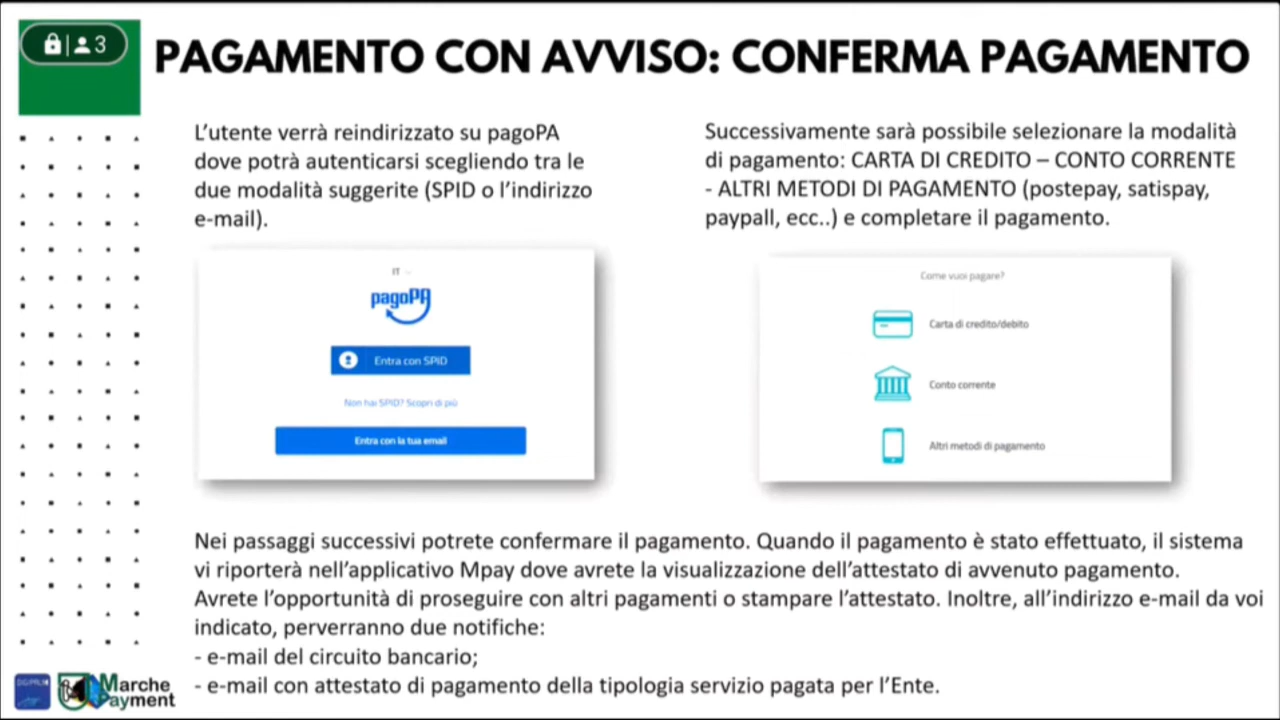 3
PAGAMENTO CON AVVISO: CONFERMA PAGAMENTO
L’utente verrà reindirizzato su pagoPA
dove potrà autenticarsi scegliendo tra le
due modalità suggerite (SPID o l’indirizzo
e-mail).
IT
pagoPA
Entra con SPID
Non hai SPID? Scopri di più
Entra con la tua email
Successivamente sarà possibile selezionare la modalità
di pagamento: CARTA DI CREDITO – CONTO CORRENTE
- ALTRI METODI DI PAGAMENTO (postepay, satispay,
paypall, ecc..) e completare il pagamento.
Come vuoi pagare?
Carta di credito/debito
Conto corrente
Altri metodi di pagamento
Nei passaggi successivi potrete confermare il pagamento. Quando il pagamento è stato effettuato, il sistema
vi riporterà nell’applicativo Mpay dove avrete la visualizzazione dell’attestato di avvenuto pagamento.
Avrete l’opportunità di proseguire con altri pagamenti o stampare l’attestato. Inoltre, all’indirizzo e-mail da voi
indicato, perverranno due notifiche:
- e-mail del circuito bancario;
- e-mail con attestato di pagamento della tipologia servizio pagata per l’Ente.
Marche
Payment